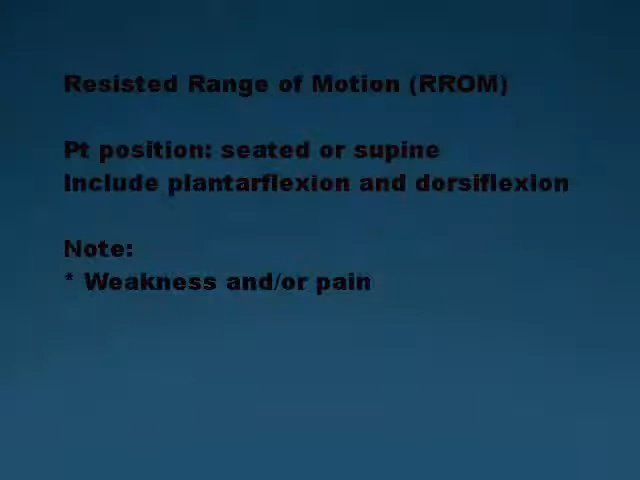 Resisted Range of Motion (RROM)
Pt position: seated or supine
Include plantarflexion and dorsiflexion
Note:
* Weakness and/or pain